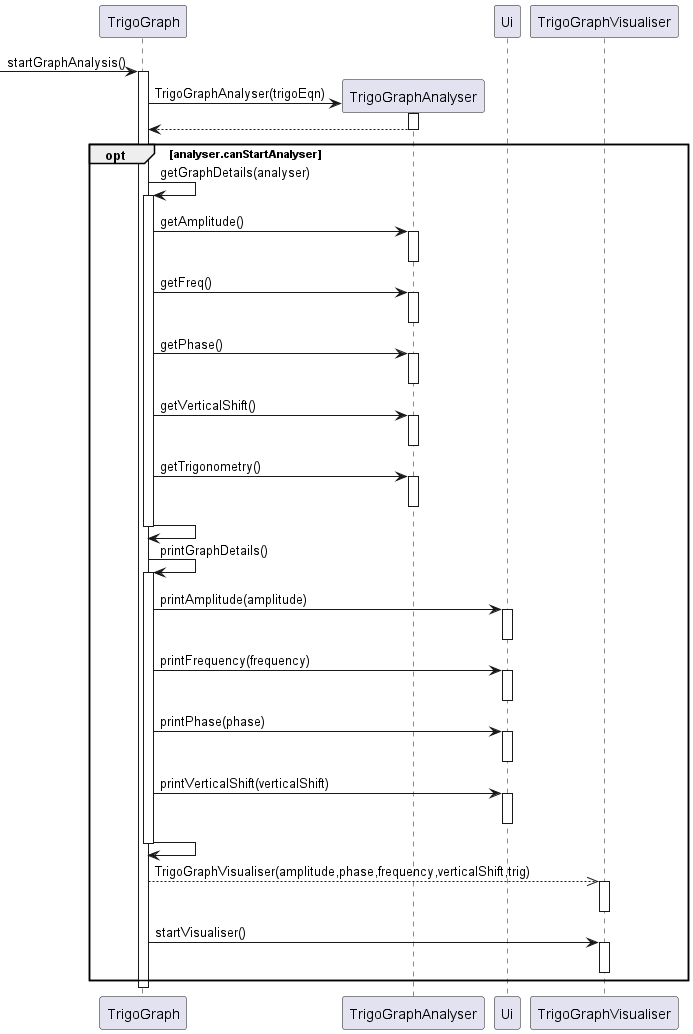 TrigoGraph
Ui
TrigoGraphVisualiser
startGraphAnalysis()
TrigoGraphAnalyser(trigoEqn)
TrigoGraphAnalyser
opt
[analyser.canStartAnalyser]
getGraphDetails(analyser)
getAmplitude()
getFreq()
getPhase()
getVerticalShift()
getTrigonometry()
printGraphDetails()
printAmplitude(amplitude)
printFrequency(frequency)
printPhase(phase)
printVerticalShift(verticalShift)
TrigoGraphVisualiser(amplitude,phase,frequency,verticalShift,trig)
startVisualiser()
TrigoGraph
TrigoGraphAnalyser
Ui
TrigoGraphVisualiser